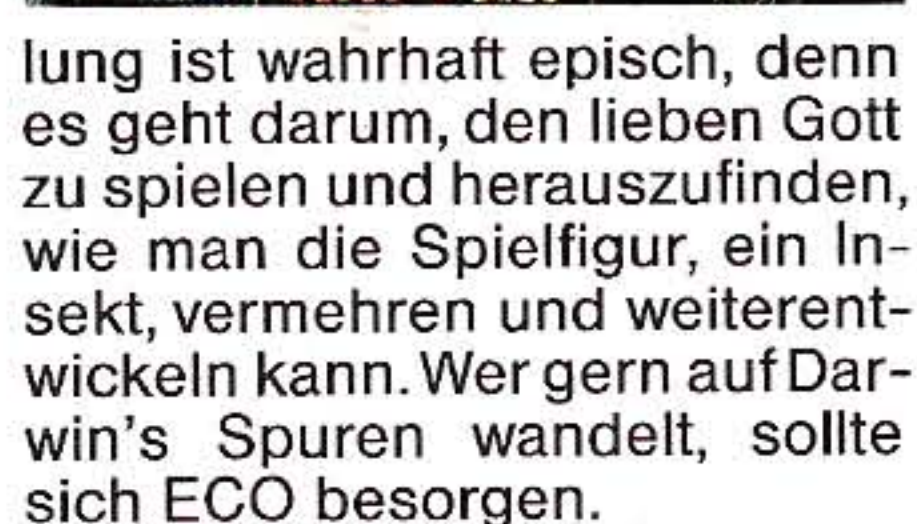 lung ist wahrhaft episch, denn
es geht darum, den lieben Gott
zu spielen und herauszufinden,
wie man die Spielfigur, ein In-
sekt, vermehren und weiterent-
wickeln kann. Wer gern auf Dar-
win's Spuren wandelt, sollte
sich ECO besorgen.